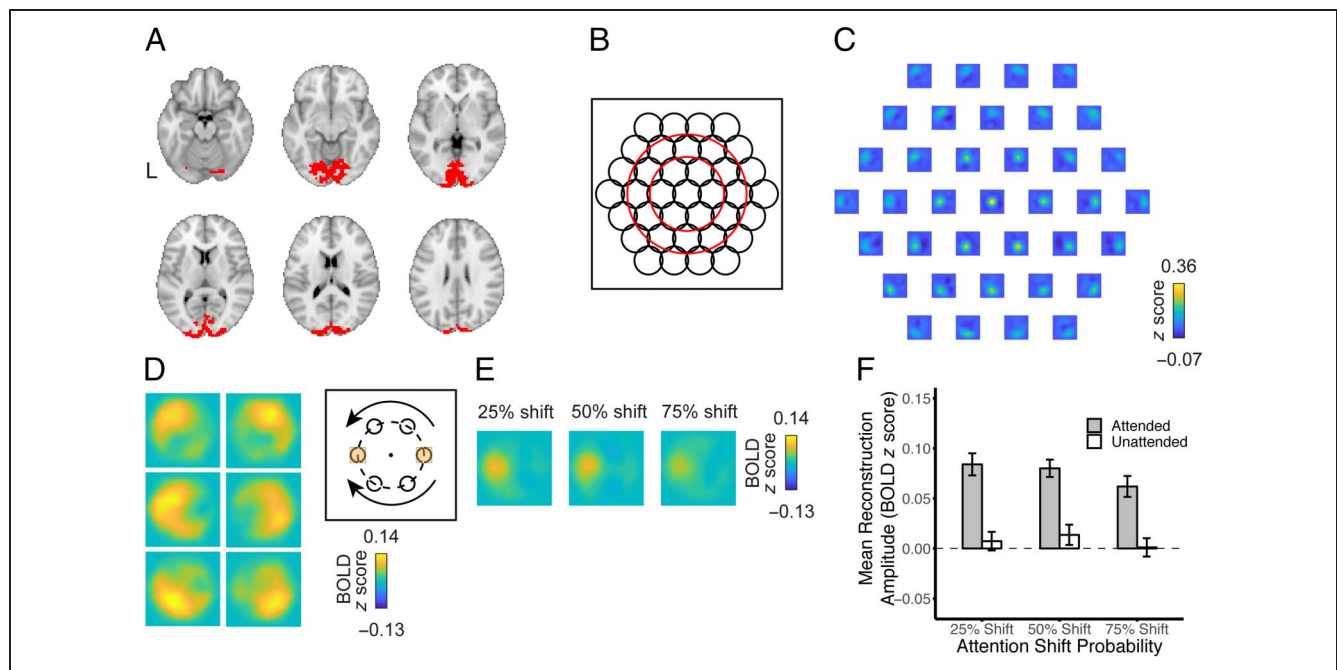 A
B
C
L
0.36
z score
−0.07
D
E
F
25% shift
50% shift
75% shift
0.14
BOLD
z score
−0.13
0.14
BOLD
z score
−0.13
Mean Reconstruction
Amplitude (BOLD z score)
0.15
0.10
0.05
0.00
−0.05
Attended
Unattended
25% Shift
50% Shift
75% Shift
Attention Shift Probability